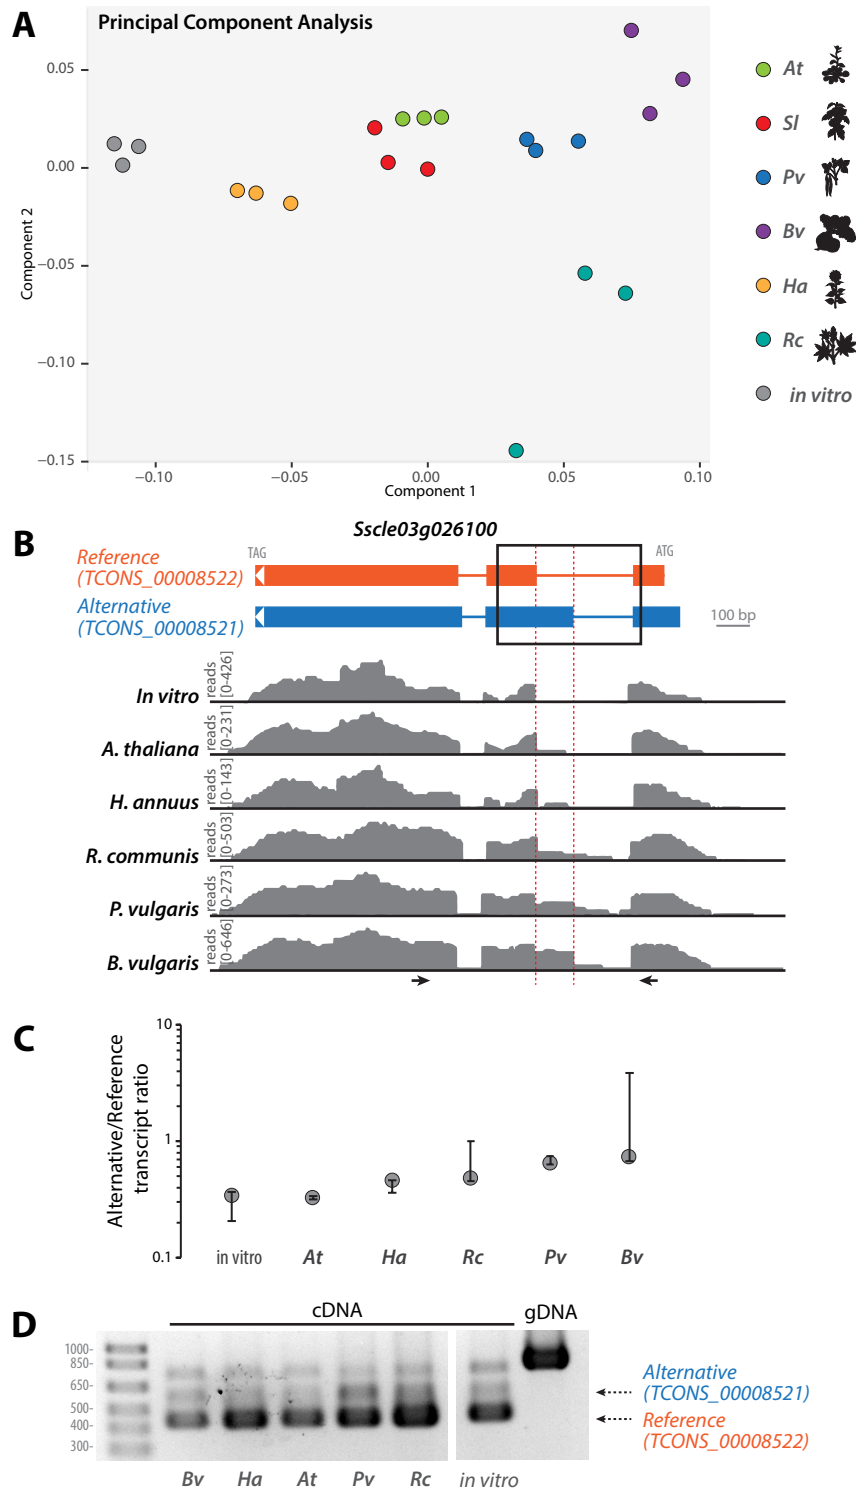 A
Principal Component Analysis
0.05
0.00
−0.05
−0.10
−0.15
Component 2
−0.10
−0.05
0.00
0.05
0.10
Component 1
At
Sl
Pv
Bv
Ha
Rc
in vitro
B
Sscle03g026100
Reference
(TCONS_00008522)
TAG
ATG
Alternative
(TCONS_00008521)
100 bp
In vitro
reads
[0-426]
A. thaliana
reads
[0-231]
H. annuus
reads
[0-143]
R. communis
reads
[0-503]
P. vulgaris
reads
[0-273]
B. vulgaris
reads
[0-646]
C
Alternative/Reference
transcript ratio
10
1
0.1
in vitro
At
Ha
Rc
Pv
Bv
D
cDNA
gDNA
1000-
850-
650-
500-
400-
300-
Alternative
(TCONS_00008521)
Reference
(TCONS_00008522)
Bv
Ha
At
Pv
Rc
in vitro